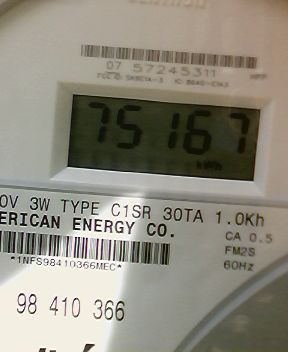 07 57245311
75167
kWh
0V 3W TYPE C1SR 30TA 1.0Kh
ERICAN ENERGY CO.
CA 0.5
FM2S
*1NFS98410366MEC*
60Hz
98 410 366